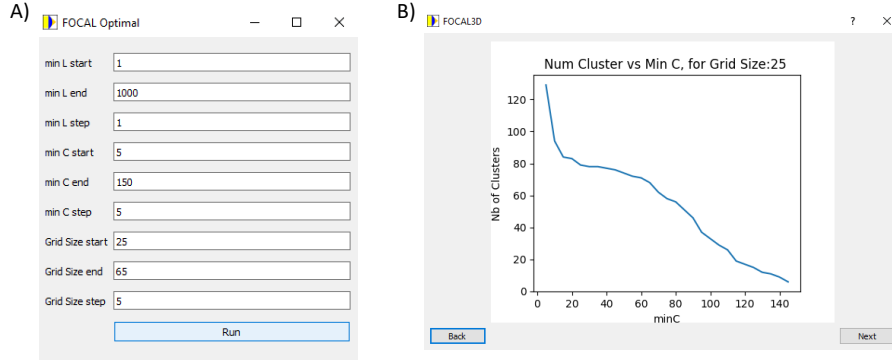 A)
FOCAL Optimal
min L start 1
min L end 1000
min L step 1
min C start 5
min C end 150
min C step 5
Grid Size start 25
Grid Size end 65
Grid Size step 5
Run
B)
FOCAL3D ?
Num Cluster vs Min C, for Grid Size:25
Nb of Clusters
120
100
80
60
40
20
0
0 20 40 60 80 100 120 140
minC
Back Next